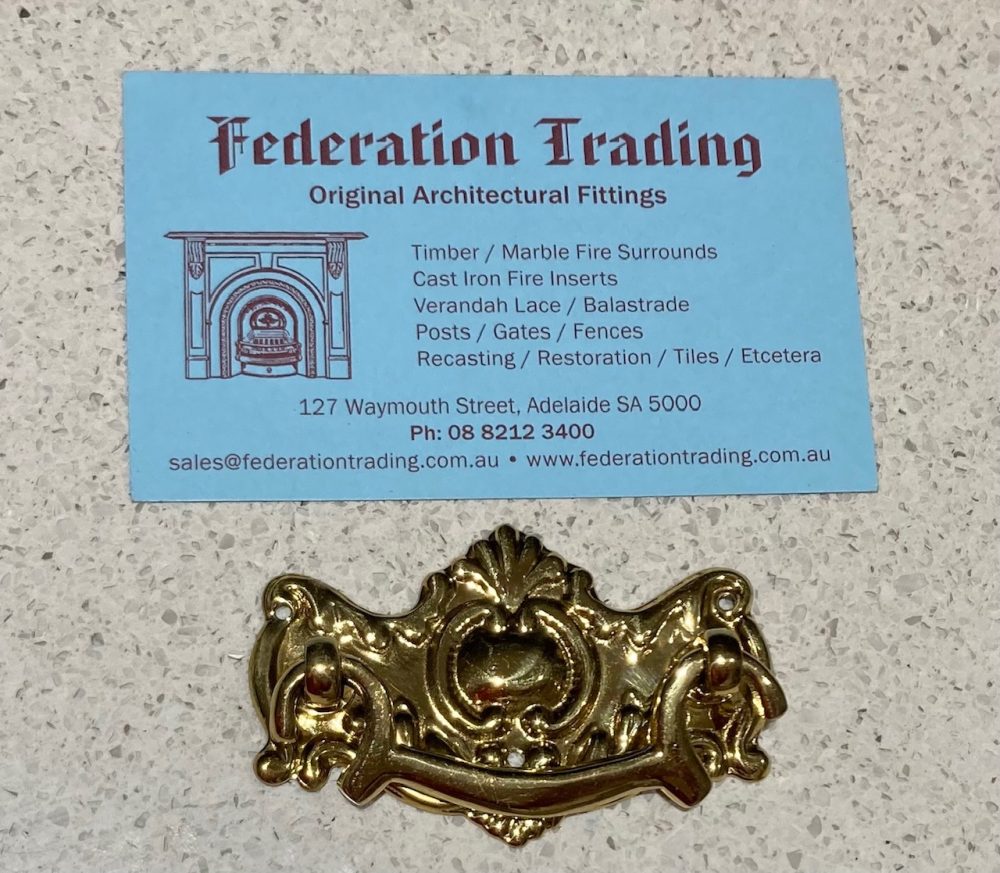 Federation Trading
Original Architectural Fittings
Timber / Marble Fire Surrounds
Cast Iron Fire Inserts
Verandah Lace / Balastrade
Posts / Gates / Fences
Recasting / Restoration / Tiles / Etcetera
127 Waymouth Street, Adelaide SA 5000
Ph: 08 8212 3400
sales@federationtrading.com.au • www.federationtrading.com.au